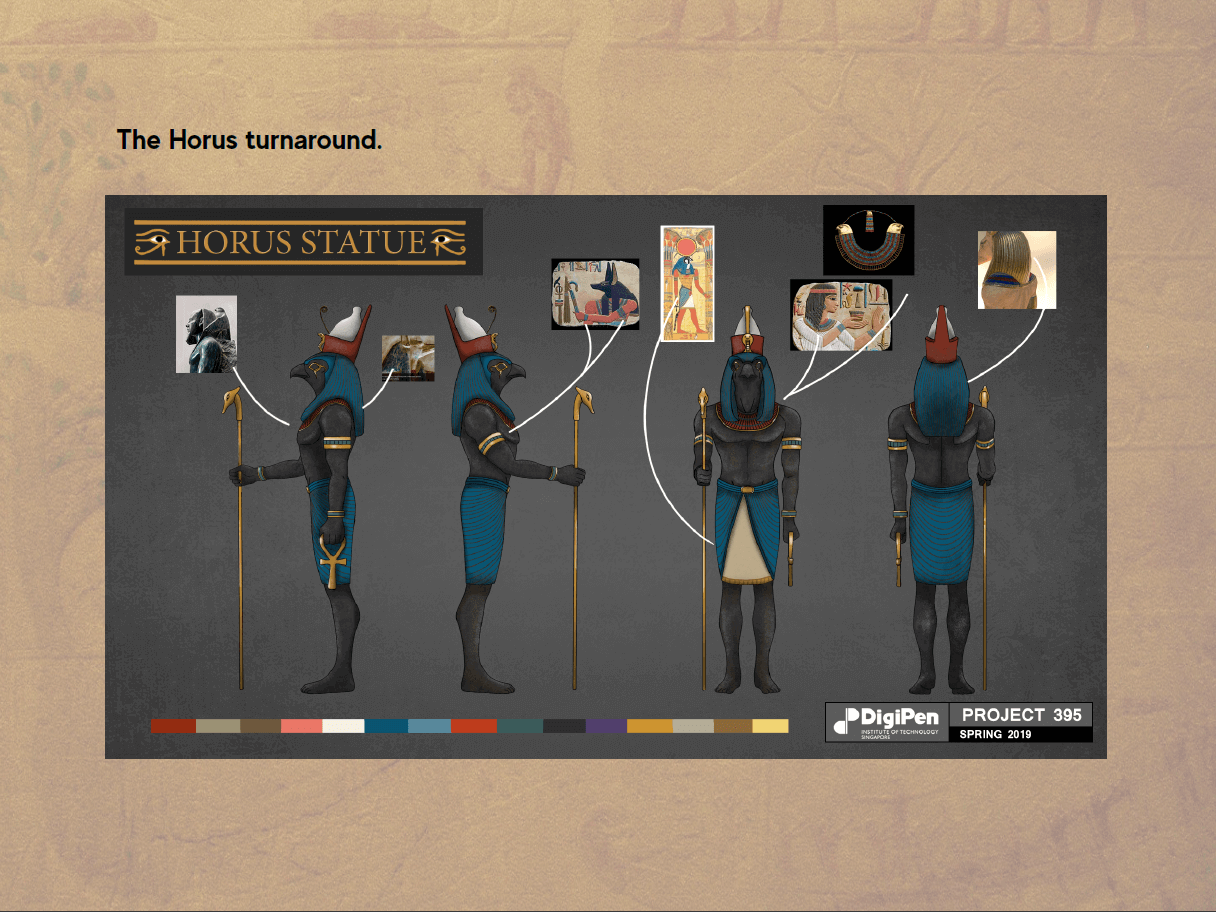 The Horus turnaround.
HORUS STATUE
DigiPen
INSTITUTE OF TECHNOLOGY
SINGAPORE
PROJECT 395
SPRING 2019